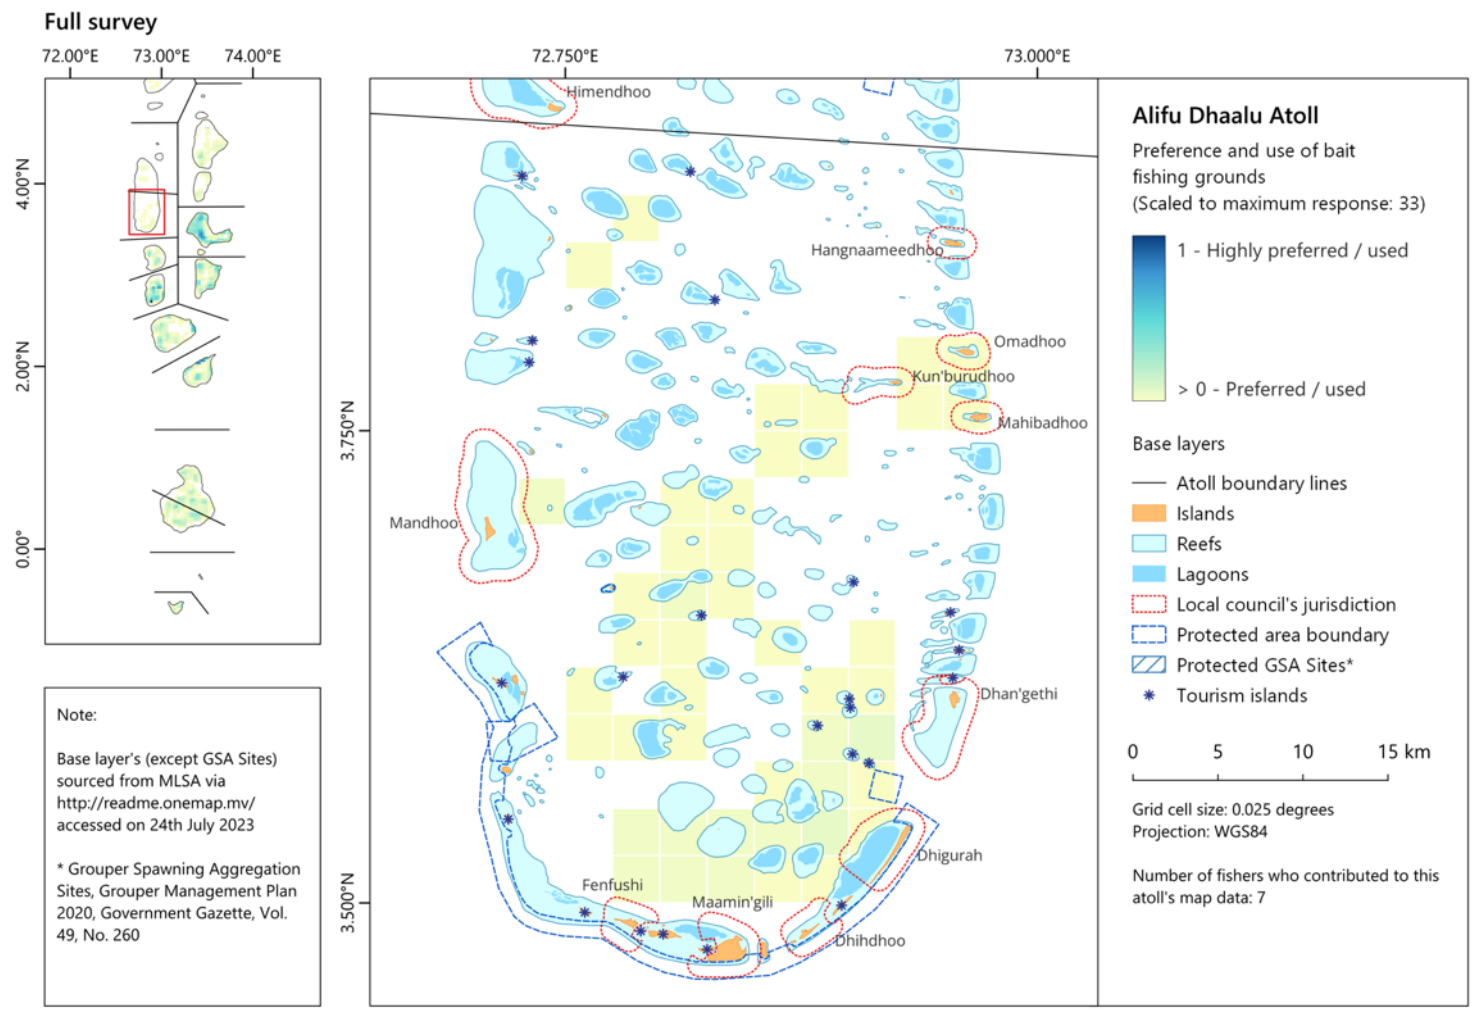 Full survey
72.00°E 73.00°E 74.00°E
4.00°N
2.00°N
0.00°
Note:
Base layer's (except GSA Sites)
sourced from MLSA via
http://readme.onemap.mv/
accessed on 24th July 2023
* Grouper Spawning Aggregation
Sites, Grouper Management Plan
2020, Government Gazette, Vol.
49, No. 260
72.750°E 73.000°E
3.750°N
3.500°N
Himendhoo
Hangnaameedhoo
Omadhoo
Kun'burudhoo
Mahibadhoo
Mandhoo
Dhan'gethi
Dhigurah
Fenfushi
Maamin'gili
Dhihdhoo
Alifu Dhaalu Atoll
Preference and use of bait
fishing grounds
(Scaled to maximum response: 33)
1 - Highly preferred / used
> 0 - Preferred / used
Base layers
Atoll boundary lines
Islands
Reefs
Lagoons
Local council's jurisdiction
Protected area boundary
Protected GSA Sites*
Tourism islands
0 5 10 15 km
Grid cell size: 0.025 degrees
Projection: WGS84
Number of fishers who contributed to this
atoll's map data: 7